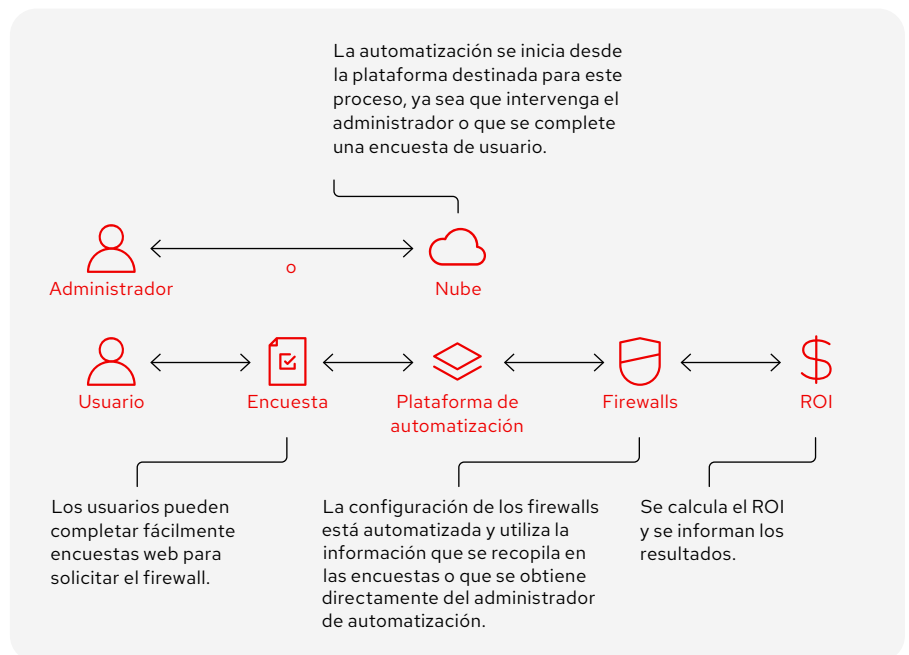 La automatización se inicia desde
la plataforma destinada para este
proceso, ya sea que intervenga el
administrador o que se complete
una encuesta de usuario.
o
Administrador
Nube
Usuario
Encuesta
Plataforma de
automatización
Firewalls
ROI
Los usuarios pueden
completar fácilmente
encuestas web para
solicitar el firewall.
La configuración de los firewalls
está automatizada y utiliza la
información que se recopila en
las encuestas o que se obtiene
directamente del administrador
de automatización.
Se calcula el ROI
y se informan los
resultados.